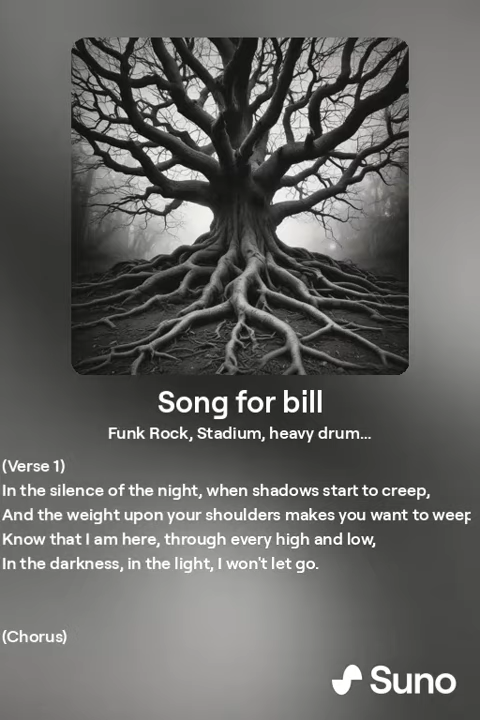 Song for bill
Funk Rock, Stadium, heavy drum...
(Verse 1)
In the silence of the night, when shadows start to creep,
And the weight upon your shoulders makes you want to weep
Know that I am here, through every high and low,
In the darkness, in the light, I won't let go.
(Chorus)
Suno